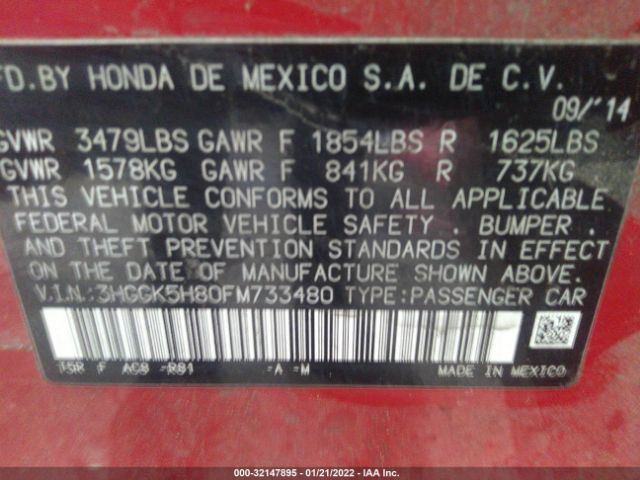 FD.BY HONDA DE MEXICO S.A. DE C.V.
09/'14
GVWR 3479LBS GAWR F 1854LBS R 1625LBS
GVWR 1578KG GAWR F 841KG R 737KG
THIS VEHICLE CONFORMS TO ALL APPLICABLE
FEDERAL MOTOR VEHICLE SAFETY . BUMPER .
AND THEFT PREVENTION STANDARDS IN EFFECT
ON THE DATE OF MANUFACTURE SHOWN ABOVE.
V.I.N.:3HGGK5H80FM733480 TYPE:PASSENGER CAR
F -A -M MADE IN MEXICO
000-32147895 - 01/21/2022 - IAA Inc.